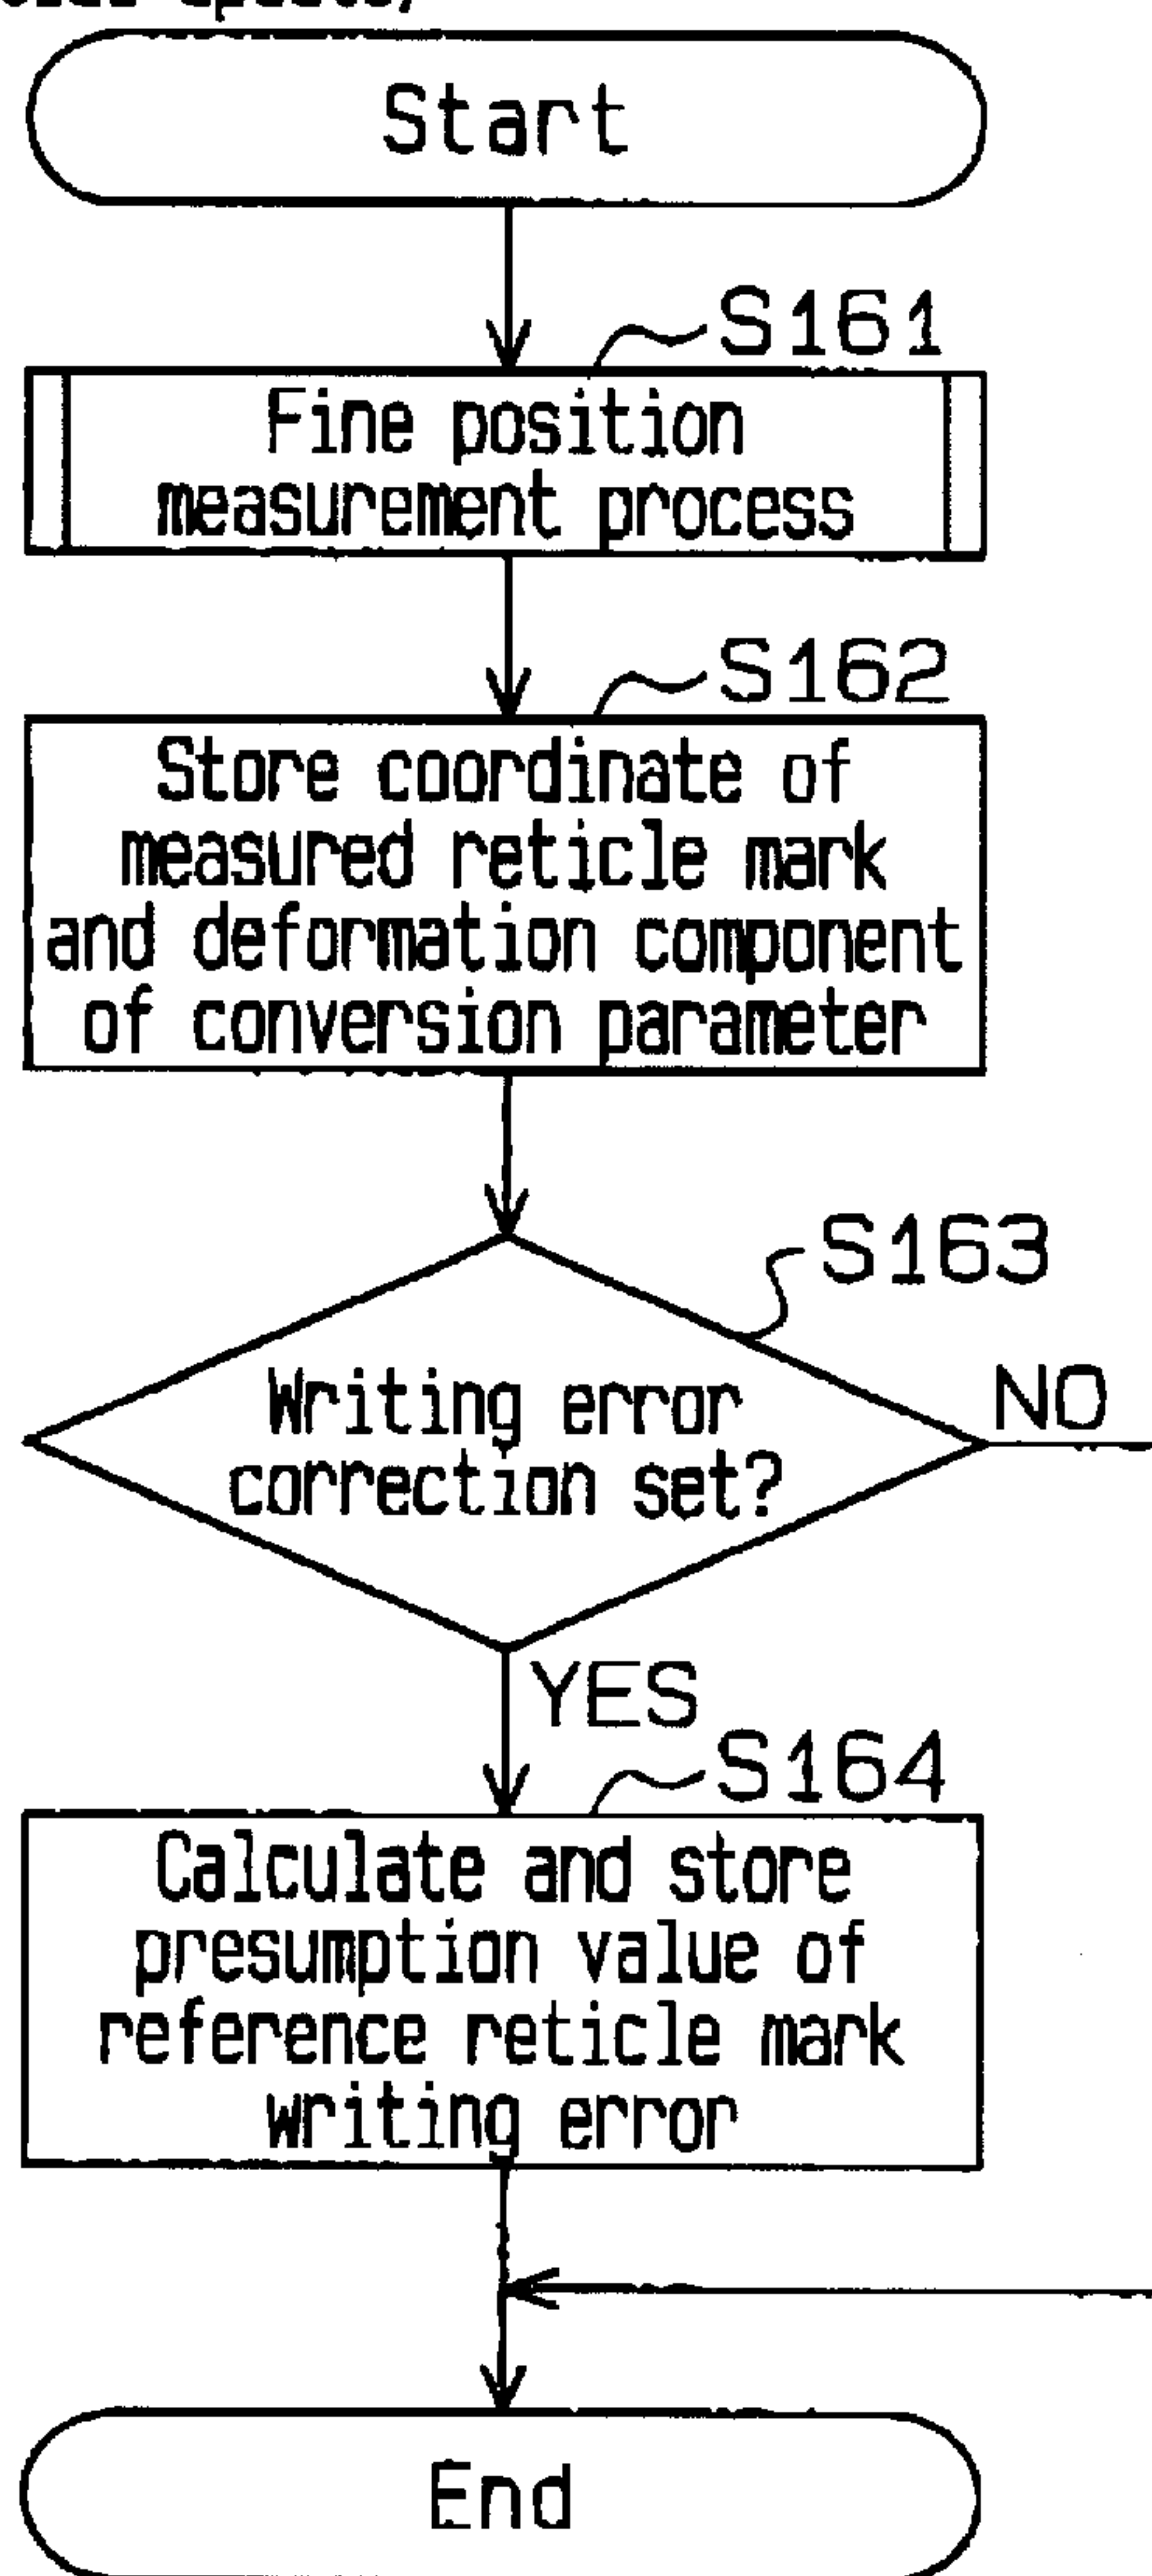 Start
S161
Fine position
measurement process
S162
Store coordinate of
measured reticle mark
and deformation component
of conversion parameter
S163
Writing error
correction set?
NO
YES
S164
Calculate and store
presumption value of
reference reticle mark
writing error
End